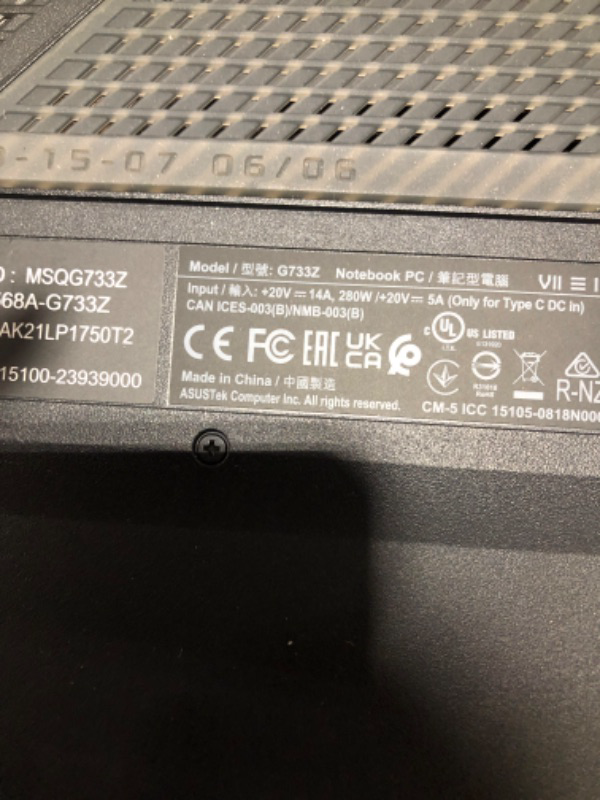 -15-07 06/06
: MSQG733Z
68A-G733Z
AK21LP1750T2
15100-23939000
Model / 型號: G733Z Notebook PC / 筆記型電腦 VII
Input / 輸入: +20V⎓14A, 280W /+20V⎓ 5A (Only for Type C DC in)
CAN ICES-003(B)/NMB-003(B)
CE FC EAC UK CA
c UL US LISTED
I.T.E.
Made in China / 中國製造
ASUSTek Computer Inc. All rights reserved.
R-NZ
CM-5 ICC 15105-0818N00